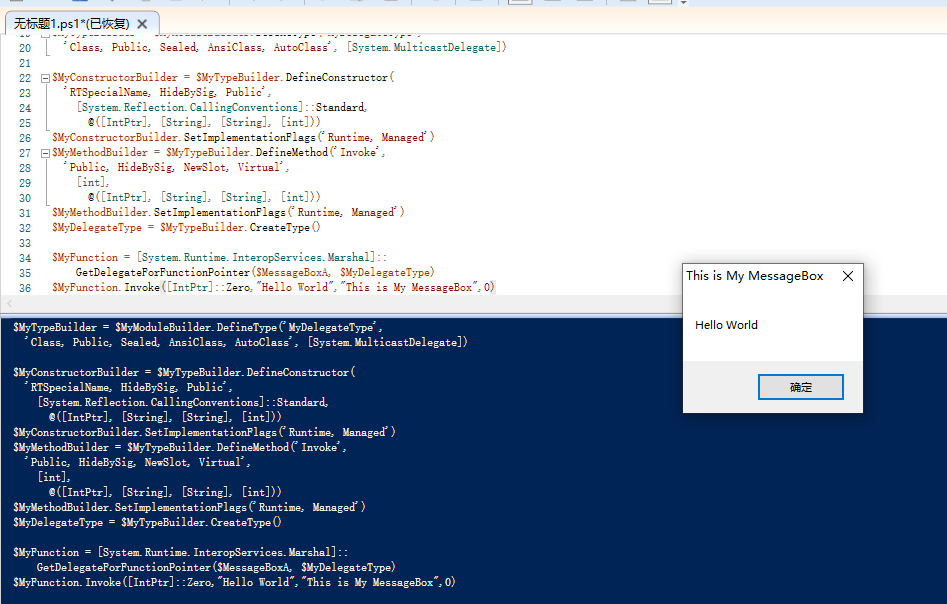 无标题1.ps1*(已恢复)
20 'Class, Public, Sealed, AnsiClass, AutoClass', [System.MulticastDelegate])
21
22 $MyConstructorBuilder = $MyTypeBuilder.DefineConstructor(
23 'RTSpecialName, HideBySig, Public',
24 [System.Reflection.CallingConventions]::Standard,
25 @([IntPtr], [String], [String], [int]))
26 $MyConstructorBuilder.SetImplementationFlags('Runtime, Managed')
27 $MyMethodBuilder = $MyTypeBuilder.DefineMethod('Invoke',
28 'Public, HideBySig, NewSlot, Virtual',
29 [int],
30 @([IntPtr], [String], [String], [int]))
31 $MyMethodBuilder.SetImplementationFlags('Runtime, Managed')
32 $MyDelegateType = $MyTypeBuilder.CreateType()
33
34 $MyFunction = [System.Runtime.InteropServices.Marshal]::
35 GetDelegateForFunctionPointer($MessageBoxA, $MyDelegateType)
36 $MyFunction.Invoke([IntPtr]::Zero,"Hello World","This is My MessageBox",0)
This is My MessageBox
Hello World
确定
$MyTypeBuilder = $MyModuleBuilder.DefineType('MyDelegateType',
'Class, Public, Sealed, AnsiClass, AutoClass', [System.MulticastDelegate])
$MyConstructorBuilder = $MyTypeBuilder.DefineConstructor(
'RTSpecialName, HideBySig, Public',
[System.Reflection.CallingConventions]::Standard,
@([IntPtr], [String], [String], [int]))
$MyConstructorBuilder.SetImplementationFlags('Runtime, Managed')
$MyMethodBuilder = $MyTypeBuilder.DefineMethod('Invoke',
'Public, HideBySig, NewSlot, Virtual',
[int],
@([IntPtr], [String], [String], [int]))
$MyMethodBuilder.SetImplementationFlags('Runtime, Managed')
$MyDelegateType = $MyTypeBuilder.CreateType()
$MyFunction = [System.Runtime.InteropServices.Marshal]::
GetDelegateForFunctionPointer($MessageBoxA, $MyDelegateType)
$MyFunction.Invoke([IntPtr]::Zero,"Hello World","This is My MessageBox",0)